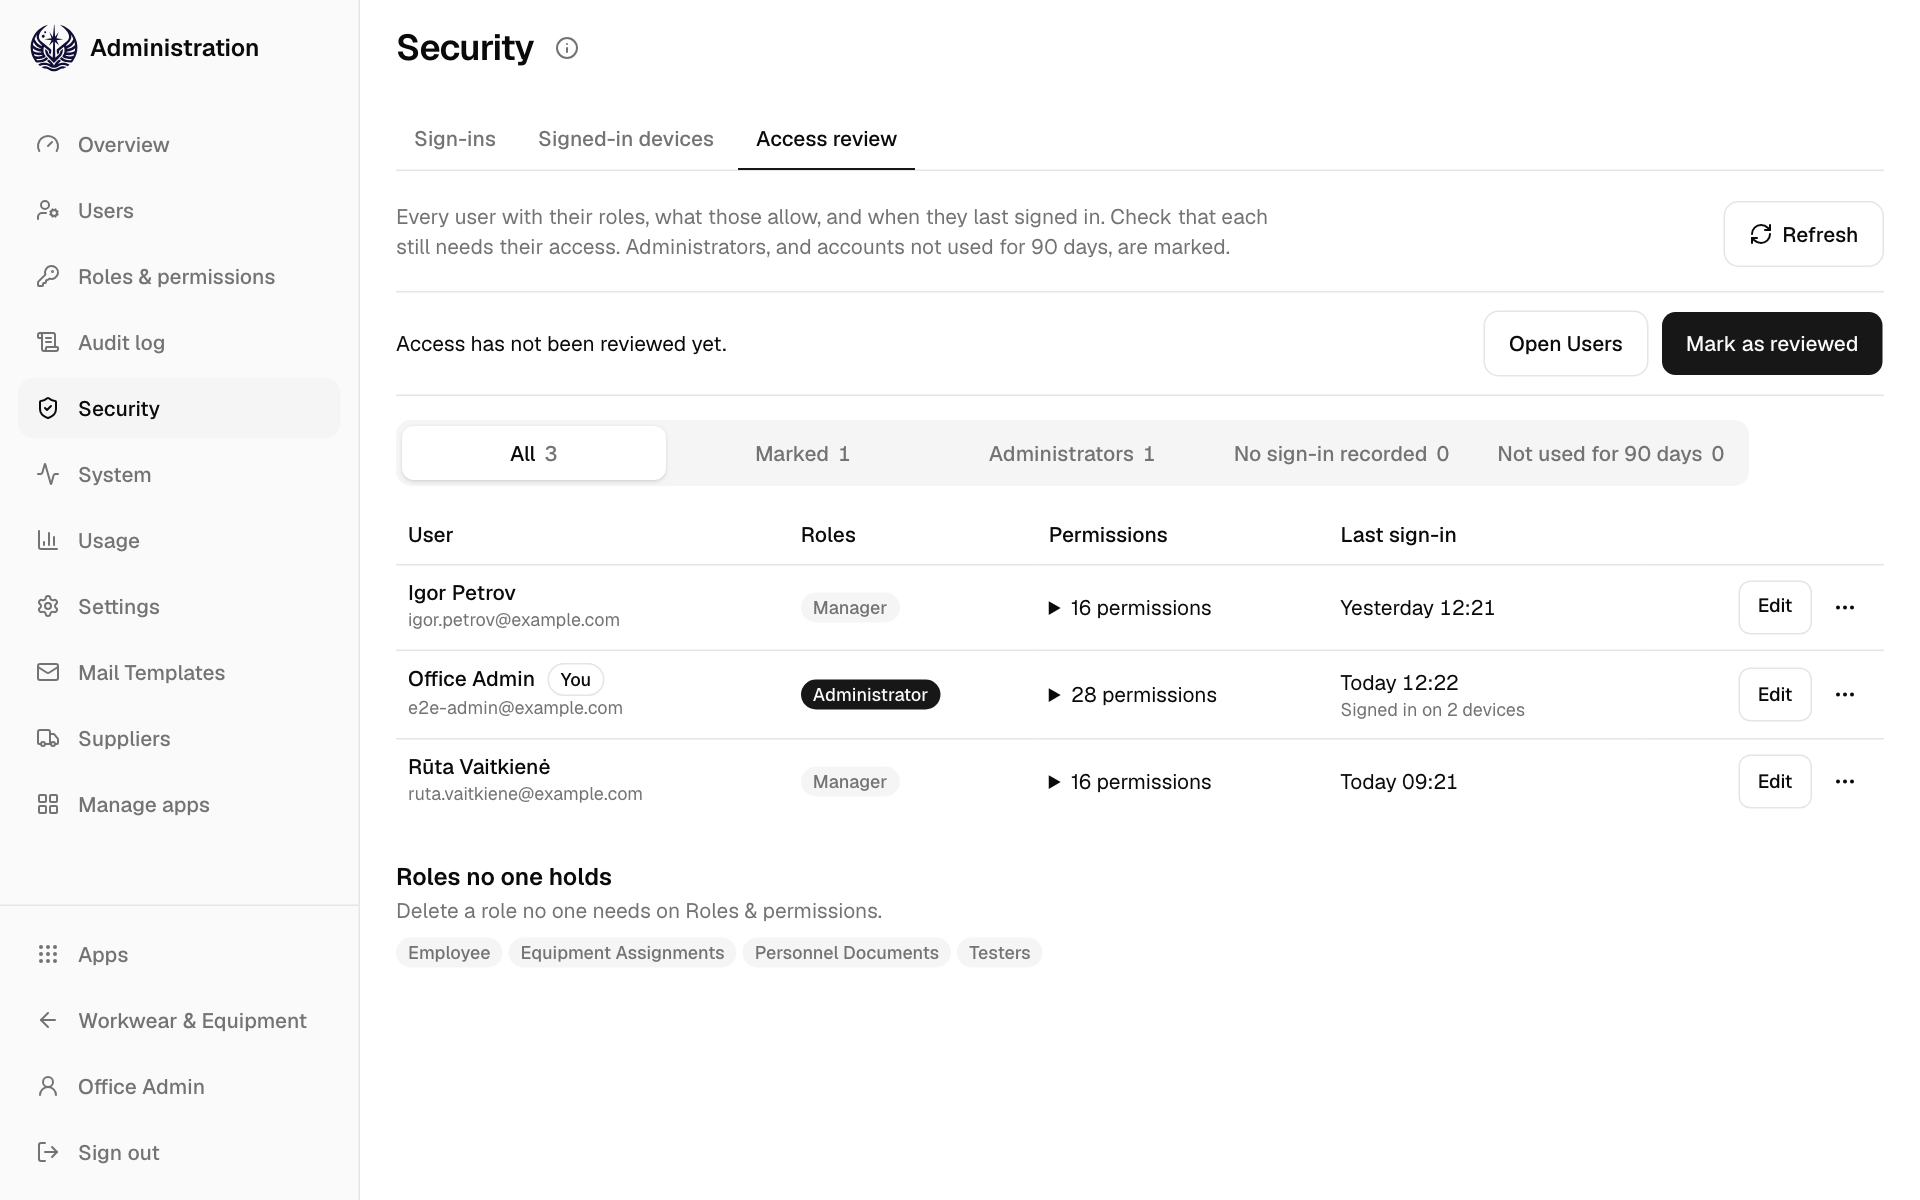 Administration
Overview
Users
Roles & permissions
Audit log
Security
System
Usage
Settings
Mail Templates
Suppliers
Manage apps
Apps
Workwear & Equipment
Office Admin
Sign out
Security
Sign-ins Signed-in devices Access review
Every user with their roles, what those allow, and when they last signed in. Check that each
still needs their access. Administrators, and accounts not used for 90 days, are marked.
Refresh
Access has not been reviewed yet.
Open Users Mark as reviewed
All 3 Marked 1 Administrators 1 No sign-in recorded 0 Not used for 90 days 0
User Roles Permissions Last sign-in
Igor Petrov
igor.petrov@example.com
Manager 16 permissions Yesterday 12:21 Edit
Office Admin You
e2e-admin@example.com
Administrator 28 permissions Today 12:22
Signed in on 2 devices
Edit
Rūta Vaitkienė
ruta.vaitkiene@example.com
Manager 16 permissions Today 09:21 Edit
Roles no one holds
Delete a role no one needs on Roles & permissions.
Employee Equipment Assignments Personnel Documents Testers